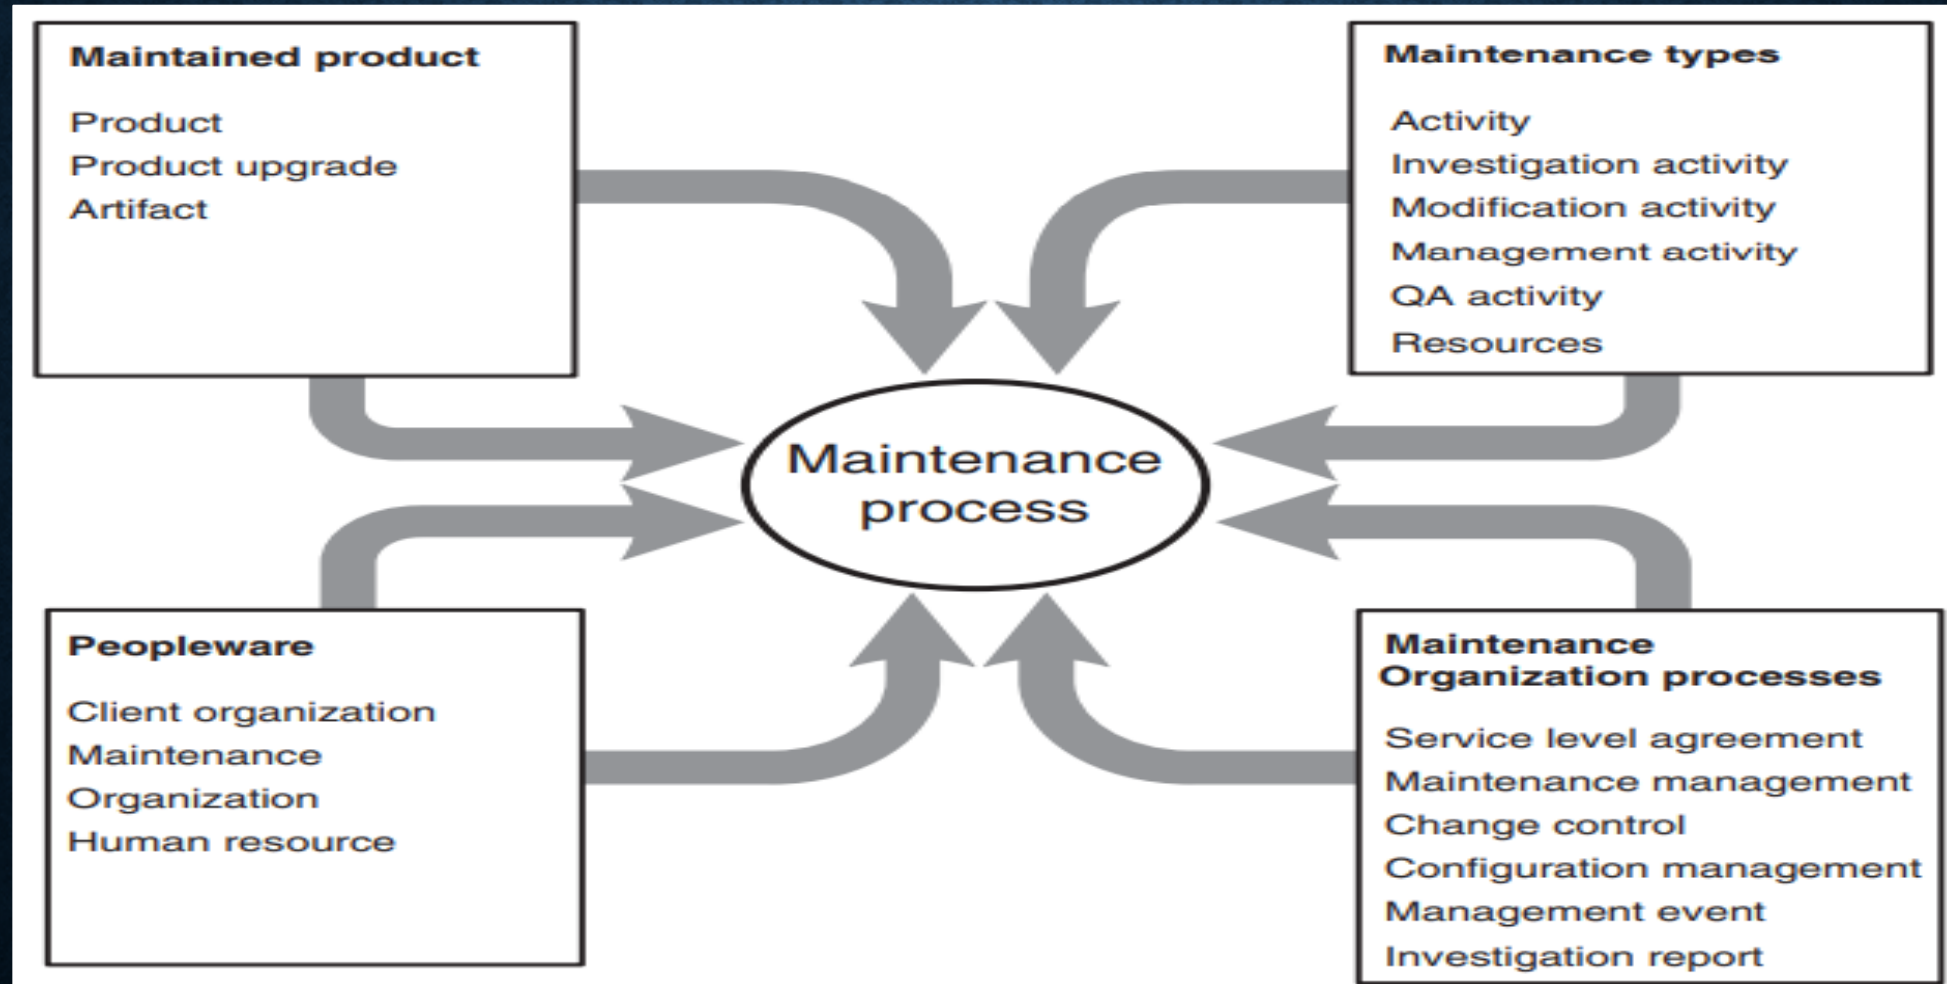 Maintained product
Product
Product upgrade
Artifact
Maintenance types
Activity
Investigation activity
Modification activity
Management activity
QA activity
Resources
Maintenance
process
Peopleware
Client organization
Maintenance
Organization
Human resource
Maintenance
Organization processes
Service level agreement
Maintenance management
Change control
Configuration management
Management event
Investigation report